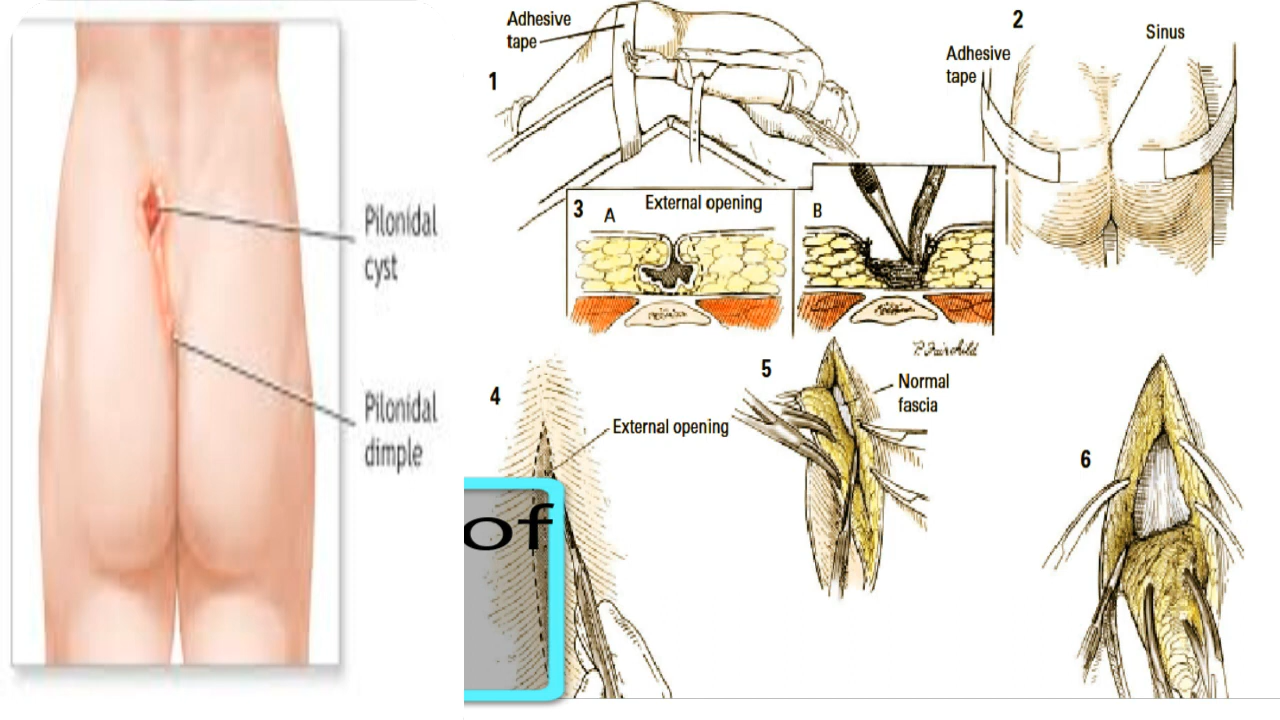 Pilonidal
cyst
Pilonidal
dimple
Adhesive
tape
1
2
Sinus
Adhesive
tape
3
A
External opening
B
P. Fairchild
4
External opening
of
5
Normal
fascia
6